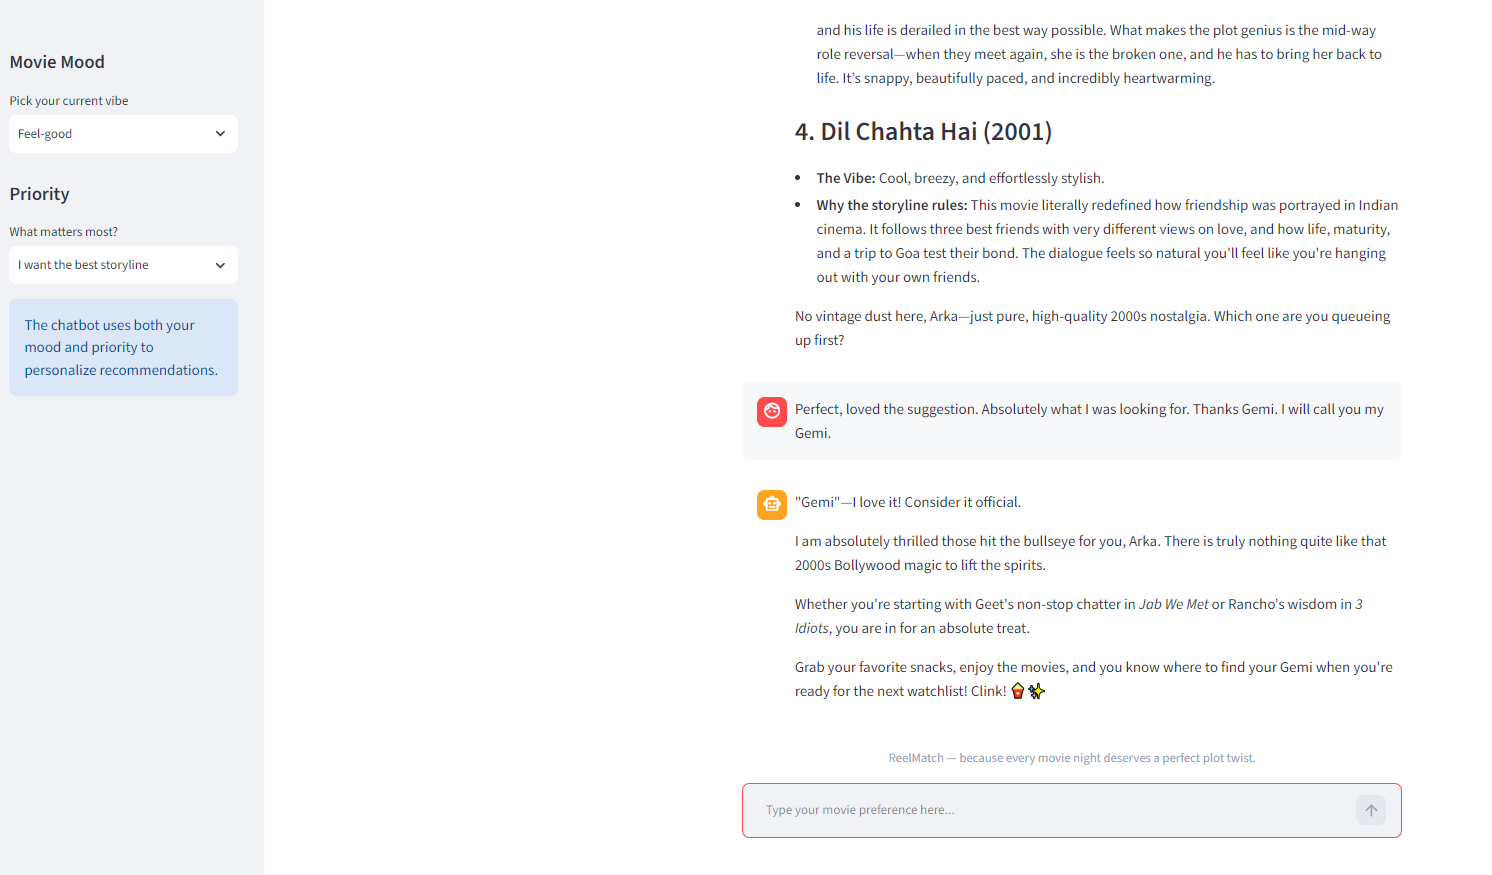 Movie Mood
Pick your current vibe
Feel-good
Priority
What matters most?
I want the best storyline
The chatbot uses both your
mood and priority to
personalize recommendations.
and his life is derailed in the best way possible. What makes the plot genius is the mid-way
role reversal—when they meet again, she is the broken one, and he has to bring her back to
life. It’s snappy, beautifully paced, and incredibly heartwarming.
4. Dil Chahta Hai (2001)
• The Vibe: Cool, breezy, and effortlessly stylish.
• Why the storyline rules: This movie literally redefined how friendship was portrayed in Indian
cinema. It follows three best friends with very different views on love, and how life, maturity,
and a trip to Goa test their bond. The dialogue feels so natural you'll feel like you're hanging
out with your own friends.
No vintage dust here, Arka—just pure, high-quality 2000s nostalgia. Which one are you queueing
up first?
Perfect, loved the suggestion. Absolutely what I was looking for. Thanks Gemi. I will call you my
Gemi.
"Gemi"—I love it! Consider it official.
I am absolutely thrilled those hit the bullseye for you, Arka. There is truly nothing quite like that
2000s Bollywood magic to lift the spirits.
Whether you're starting with Geet's non-stop chatter in Jab We Met or Rancho's wisdom in 3
Idiots, you are in for an absolute treat.
Grab your favorite snacks, enjoy the movies, and you know where to find your Gemi when you're
ready for the next watchlist! Clink! 🍿✨
ReelMatch — because every movie night deserves a perfect plot twist.
Type your movie preference here...